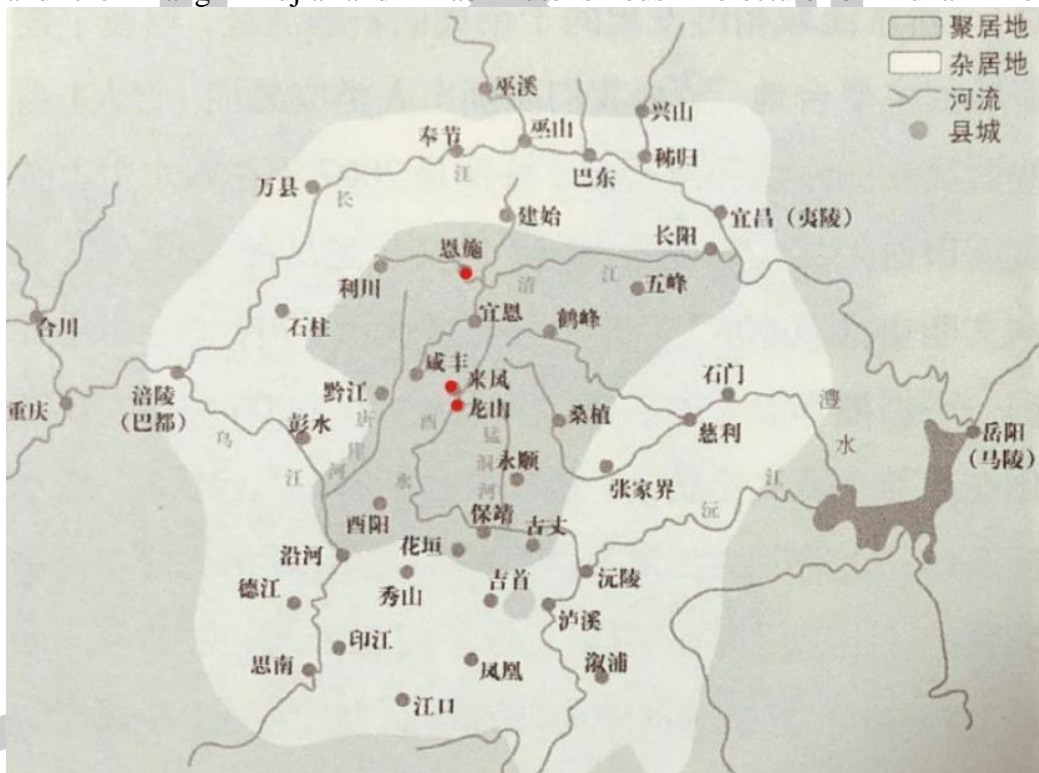 聚居地
杂居地
河流
县城
巫溪
兴山
奉节
巫山
秭归
巴东
万县
长
江
建始
宜昌（夷陵）
长阳
恩施
利川
清
江
五峰
石柱
宜恩
鹤峰
合川
咸丰
来凤
龙山
黔江
石门
澧
水
重庆
涪陵
（巴都）
彭水
唐
崖
河
酉
水
猛
洞
河
桑植
慈利
岳阳
（马陵）
乌
江
永顺
张家界
沅
江
酉阳
保靖
古丈
花垣
沿河
沅陵
德江
秀山
吉首
泸溪
印江
思南
凤凰
溆浦
江口